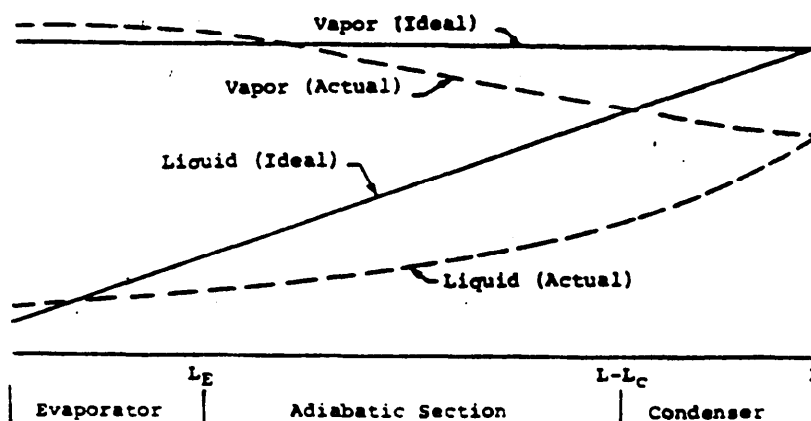 Vapor (Ideal)
Vapor (Actual)
Liquid (Ideal)
Liquid (Actual)
L_E L-L_C
Evaporator Adiabatic Section Condenser